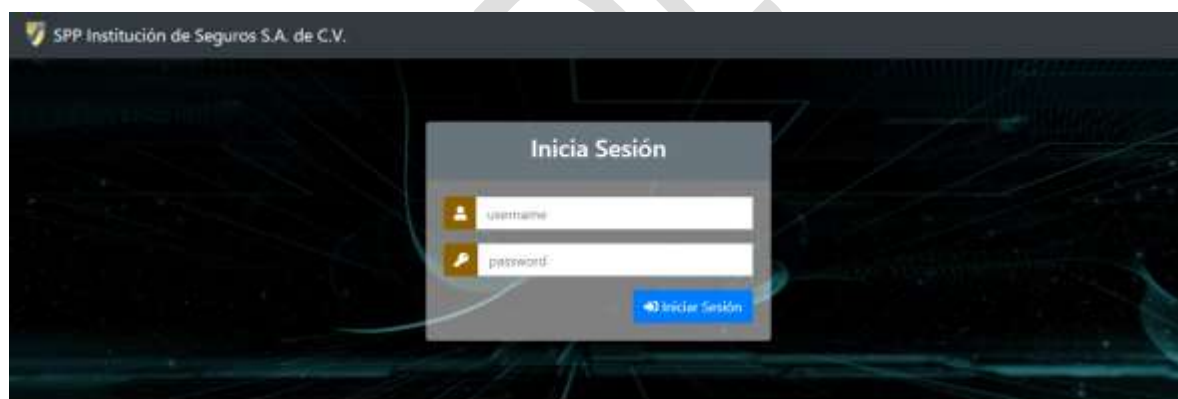 SPP Institución de Seguros S.A. de C.V.
Inicia Sesión
username
password
Iniciar Sesión